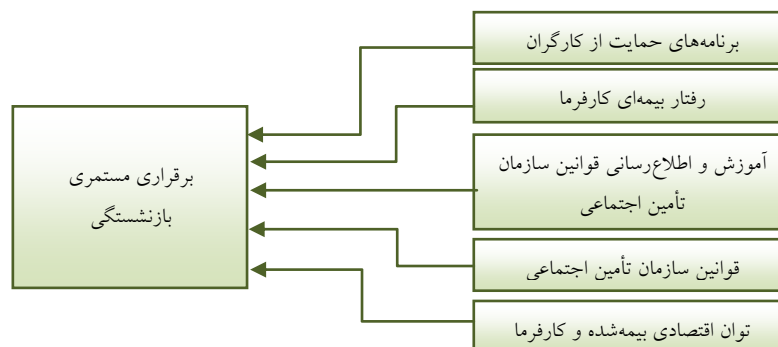 برنامه‌های حمایت از کارگران
رفتار بیمه‌ای کارفرما
آموزش و اطلاع‌رسانی قوانین سازمان
تأمین اجتماعی
قوانین سازمان تأمین اجتماعی
توان اقتصادی بیمه‌شده و کارفرما
برقراری مستمری
بازنشستگی